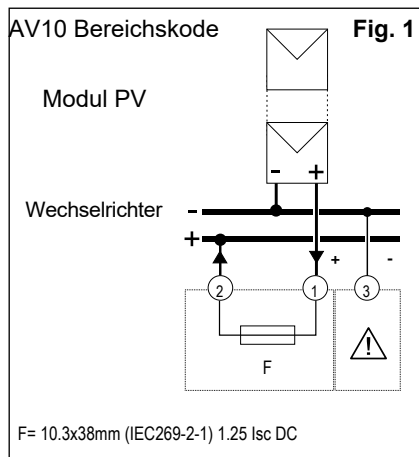 AV10 Bereichskode Fig. 1
Modul PV
- +
Wechselrichter -
+
+ -
2 1 3
F
F= 10.3x38mm (IEC269-2-1) 1.25 Isc DC